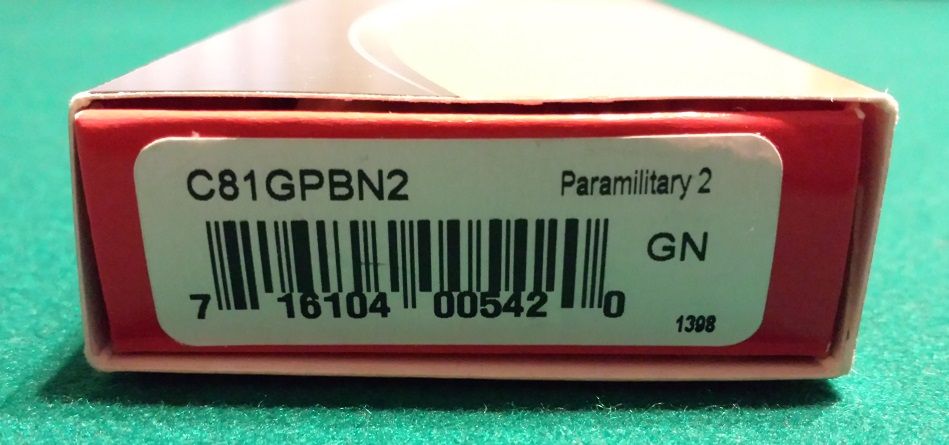 C81GPBN2 Paramilitary 2
GN
7 16104 00542 0
1398